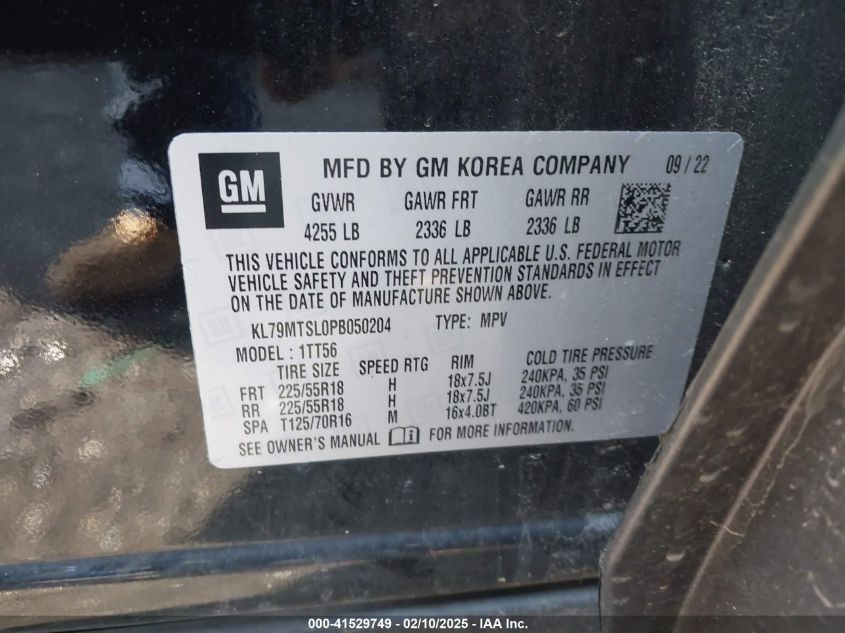 GM
MFD BY GM KOREA COMPANY 09 / 22
GVWR GAWR FRT GAWR RR
4255 LB 2336 LB 2336 LB
THIS VEHICLE CONFORMS TO ALL APPLICABLE U.S. FEDERAL MOTOR
VEHICLE SAFETY AND THEFT PREVENTION STANDARDS IN EFFECT
ON THE DATE OF MANUFACTURE SHOWN ABOVE.
KL79MTSL0PB050204 TYPE: MPV
MODEL : 1TT56
TIRE SIZE SPEED RTG RIM COLD TIRE PRESSURE
FRT 225/55R18 H 18x7.5J 240KPA, 35 PSI
RR 225/55R18 H 18x7.5J 240KPA, 35 PSI
SPA T125/70R16 M 16x4.0BT 420KPA, 60 PSI
SEE OWNER'S MANUAL i FOR MORE INFORMATION.
000-41529749 - 02/10/2025 - IAA Inc.